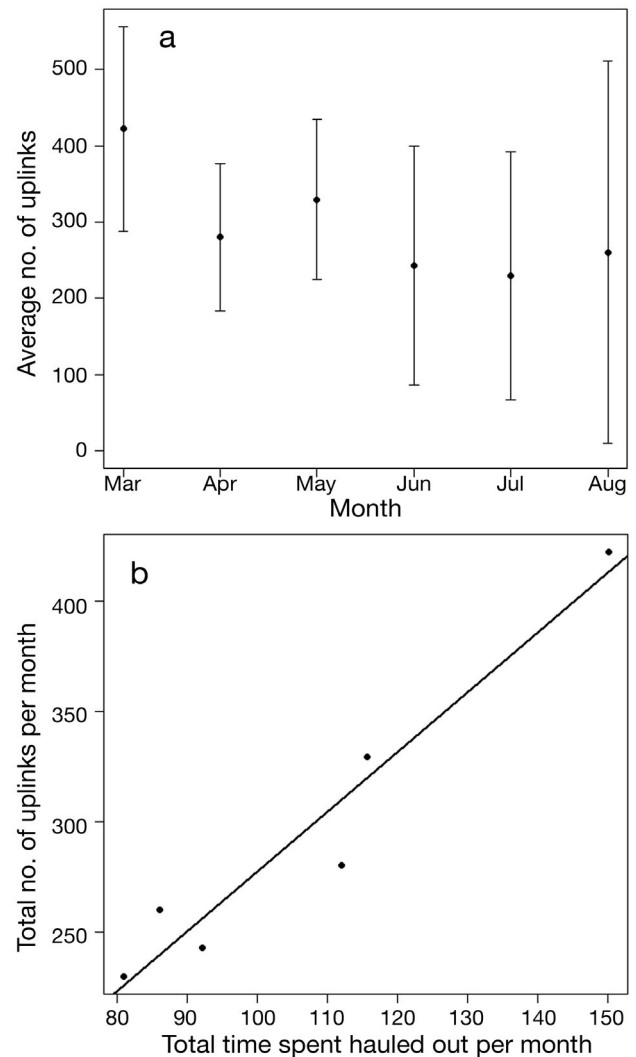 a
500
400
300
200
100
0
Average no. of uplinks
Mar Apr May Jun Jul Aug
Month
b
400
350
300
250
Total no. of uplinks per month
80 90 100 110 120 130 140 150
Total time spent hauled out per month